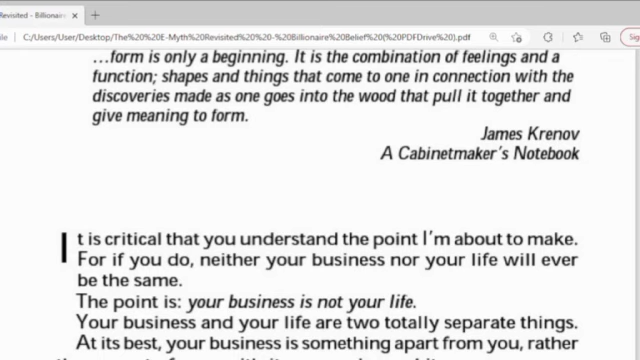 Revisited - Billionaire
C:/Users/User/Desktop/The%20%20E-Myth%20Revisited%20%20-%20Billionaire%20Belief%20(%20PDFDrive%20).pdf
Sig
...form is only a beginning. It is the combination of feelings and a
function; shapes and things that come to one in connection with the
discoveries made as one goes into the wood that pull it together and
give meaning to form.
James Krenov
A Cabinetmaker's Notebook
It is critical that you understand the point I'm about to make.
For if you do, neither your business nor your life will ever
be the same.
The point is: your business is not your life.
Your business and your life are two totally separate things.
At its best, your business is something apart from you, rather